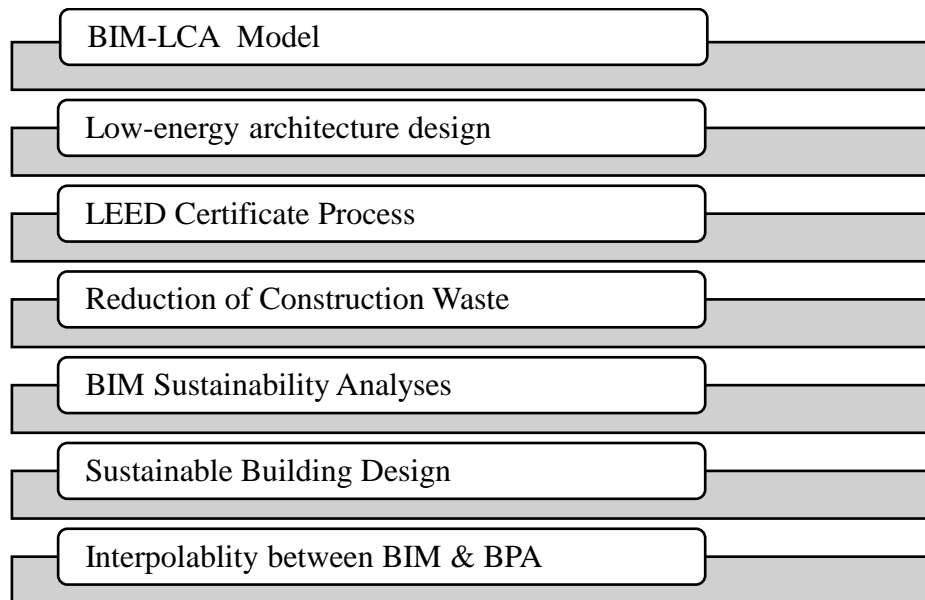 BIM-LCA Model
Low-energy architecture design
LEED Certificate Process
Reduction of Construction Waste
BIM Sustainability Analyses
Sustainable Building Design
Interpolablity between BIM & BPA